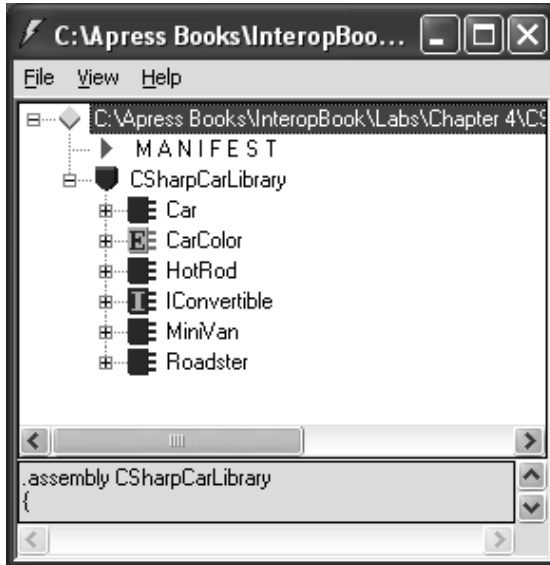 C:\Apress Books\InteropBoo...
File View Help
C:\Apress Books\InteropBook\Labs\Chapter 4\CS
MANIFEST
CSharpCarLibrary
Car
E CarColor
HotRod
I IConvertible
MiniVan
Roadster
.assembly CSharpCarLibrary
{